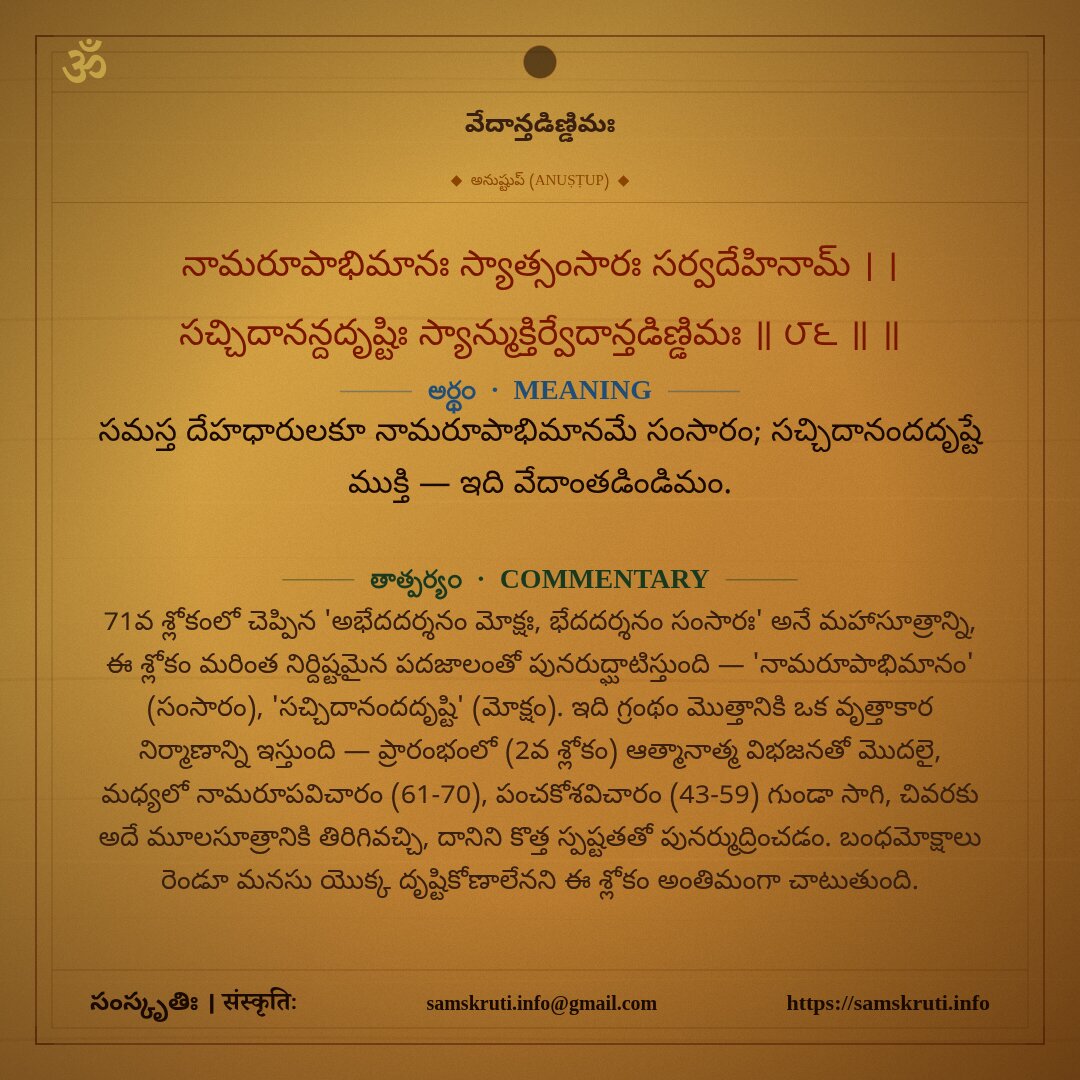 ॐ
వేదాన్తడిణ్డిమః
◆ అనుష్టుప్ (ANUṢṬUP) ◆
నామరూపాభిమానః స్యాత్సంసారః సర్వదేహినామ్ ।।
సచ్చిదానన్దదృష్టిః స్యాన్ముక్తిర్వేదాన్తడిణ్డిమః ॥ ౮౬ ॥ ॥
అర్థం · MEANING
సమస్త దేహధారులకూ నామరూపాభిమానమే సంసారం; సచ్చిదానందదృష్టే
ముక్తి — ఇది వేదాంతడిండిమం.
తాత్పర్యం · COMMENTARY
71వ శ్లోకంలో చెప్పిన 'అభేదదర్శనం మోక్షః, భేదదర్శనం సంసారః' అనే మహాసూత్రాన్ని,
ఈ శ్లోకం మరింత నిర్దిష్టమైన పదజాలంతో పునరుద్ఘాటిస్తుంది — 'నామరూపాభిమానం'
(సంసారం), 'సచ్చిదానందదృష్టి' (మోక్షం). ఇది గ్రంథం మొత్తానికి ఒక వృత్తాకార
నిర్మాణాన్ని ఇస్తుంది — ప్రారంభంలో (2వ శ్లోకం) ఆత్మానాత్మ విభజనతో మొదలై,
మధ్యలో నామరూపవిచారం (61-70), పంచకోశవిచారం (43-59) గుండా సాగి, చివరకు
అదే మూలసూత్రానికి తిరిగివచ్చి, దానిని కొత్త స్పష్టతతో పునర్ముద్రించడం. బంధమోక్షాలు
రెండూ మనసు యొక్క దృష్టికోణాలేనని ఈ శ్లోకం అంతిమంగా చాటుతుంది.
సంస్కృతిః | संस्कृतिः samskruti.info@gmail.com https://samskruti.info